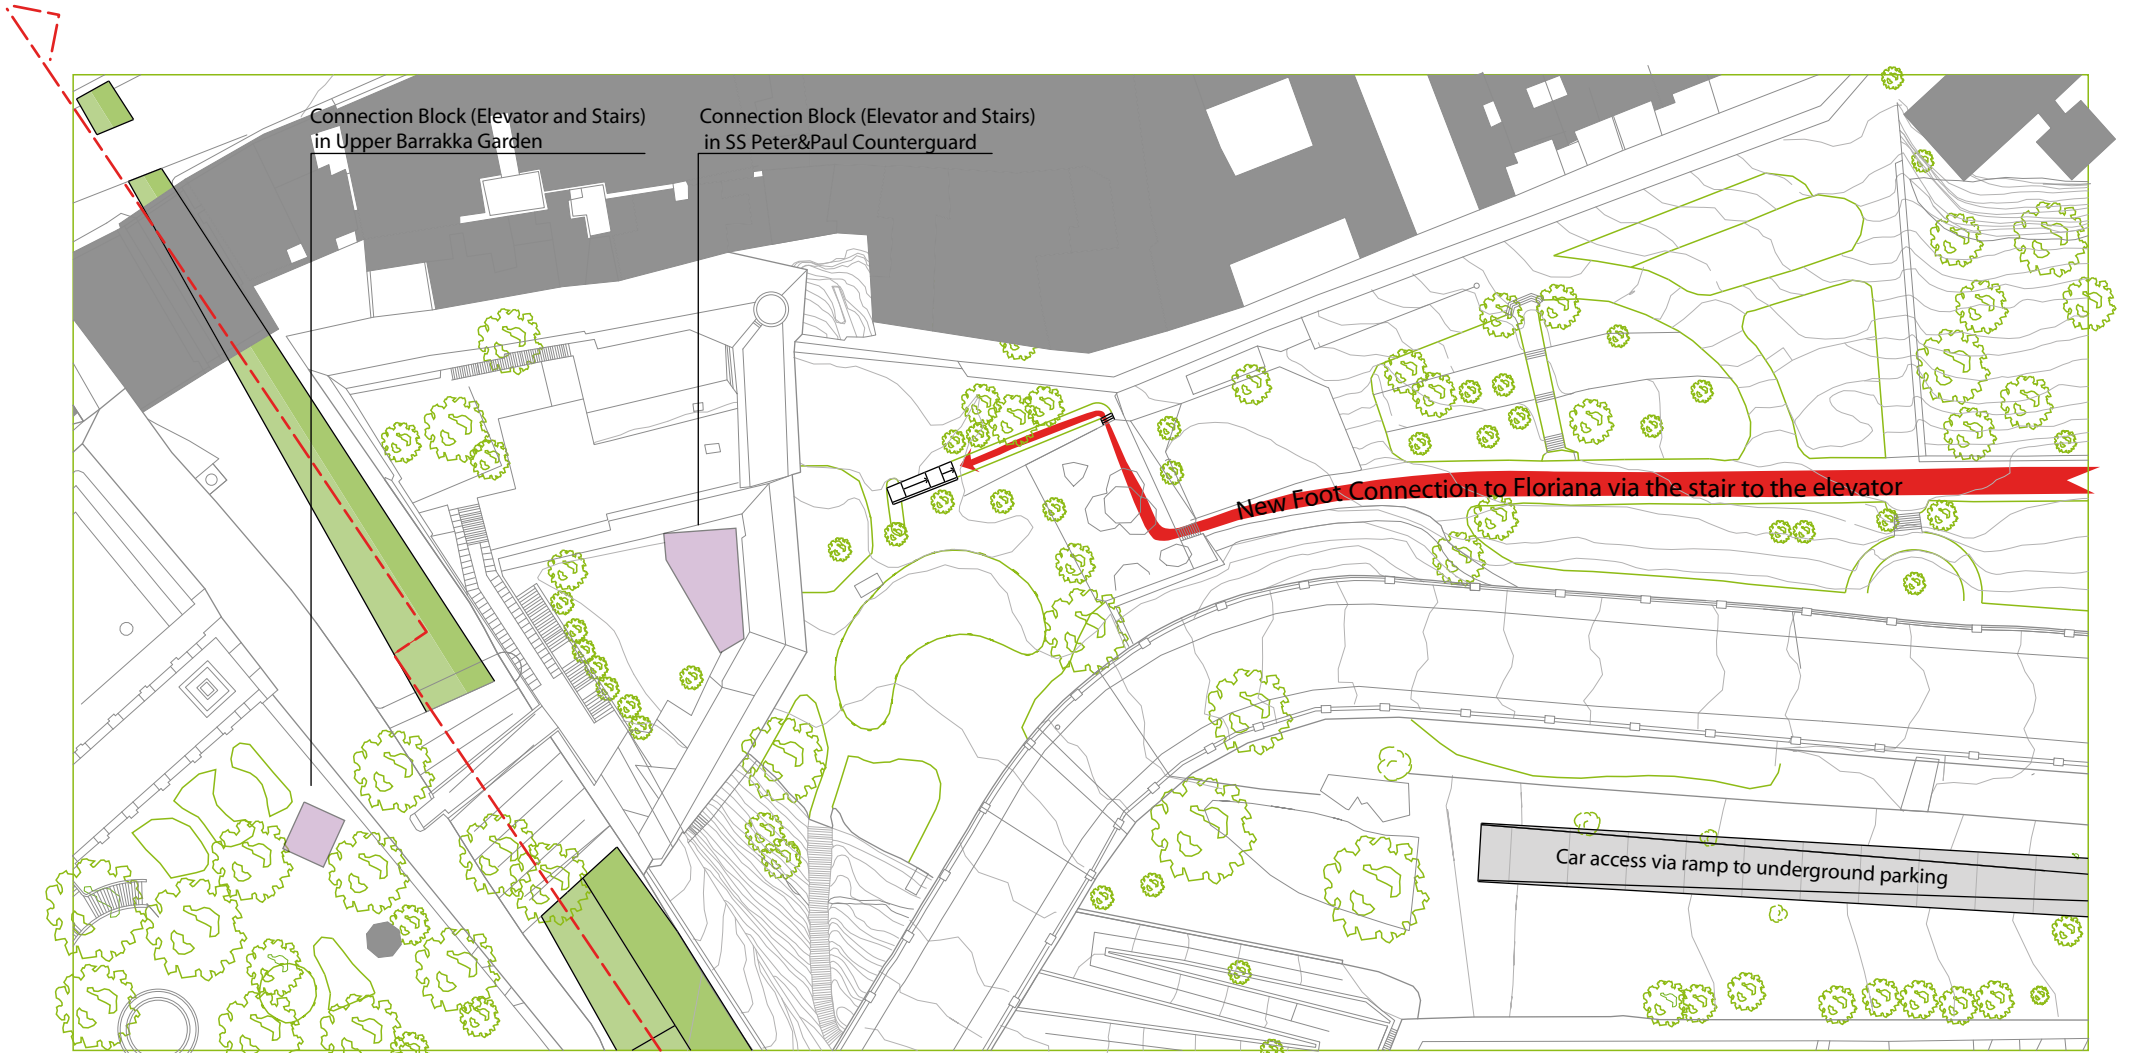 Connection Block (Elevator and Stairs)
in Upper Barrakka Garden
Connection Block (Elevator and Stairs)
in SS Peter&Paul Counterguard
New Foot Connection to Floriana via the stair to the elevator
Car access via ramp to underground parking